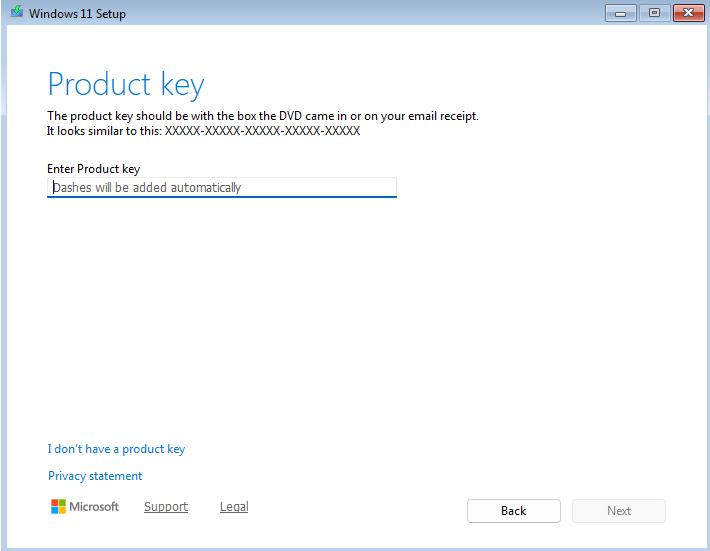 Windows 11 Setup
Product key
The product key should be with the box the DVD came in or on your email receipt.
It looks similar to this: XXXXX-XXXXX-XXXXX-XXXXX-XXXXX
Enter Product key
Dashes will be added automatically
I don't have a product key
Privacy statement
Microsoft Support Legal Back Next